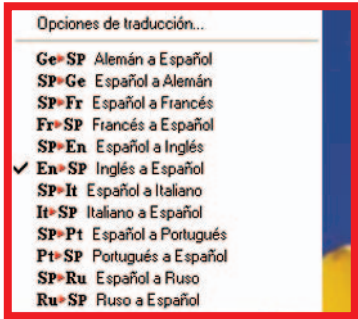 Opciones de traducción...
Ge▸SP Alemán a Español
SP▸Ge Español a Alemán
SP▸Fr Español a Francés
Fr▸SP Francés a Español
SP▸En Español a Inglés
✓ En▸SP Inglés a Español
SP▸It Español a Italiano
It▸SP Italiano a Español
SP▸Pt Español a Portugués
Pt▸SP Portugués a Español
SP▸Ru Español a Ruso
Ru▸SP Ruso a Español